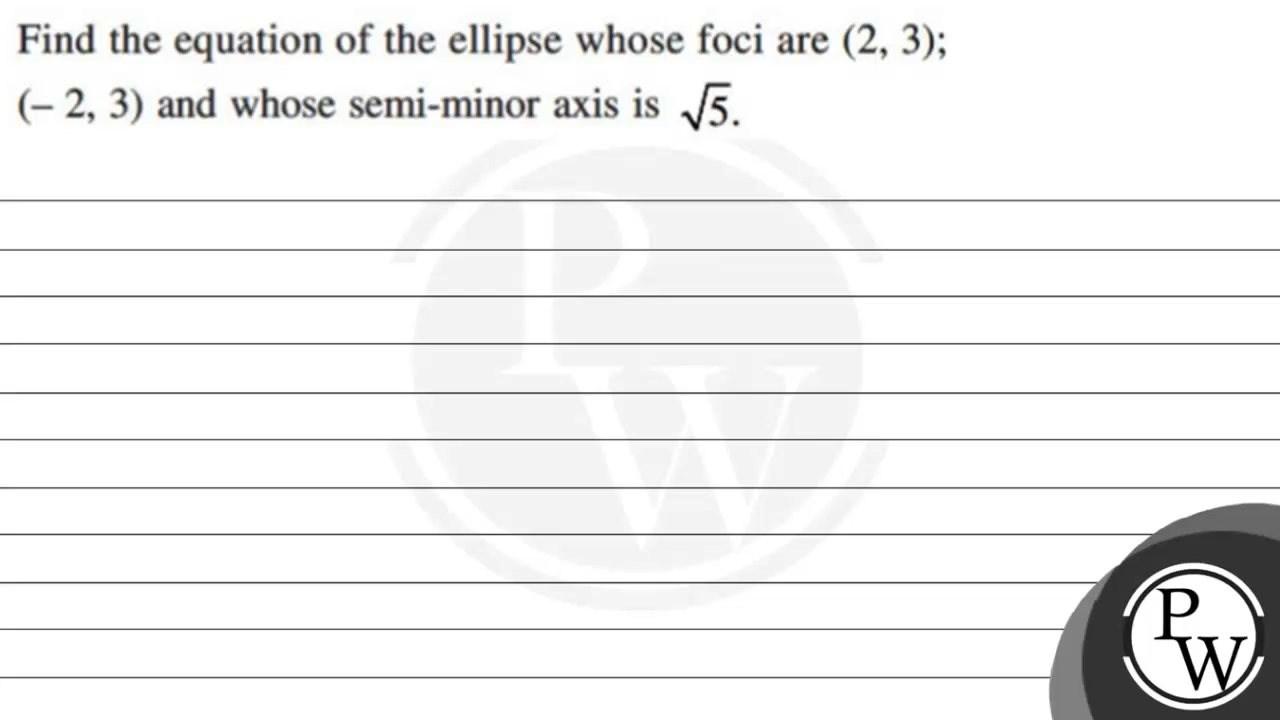 Find the equation of the ellipse whose foci are (2, 3);
(– 2, 3) and whose semi-minor axis is √5.
P
W
P
W